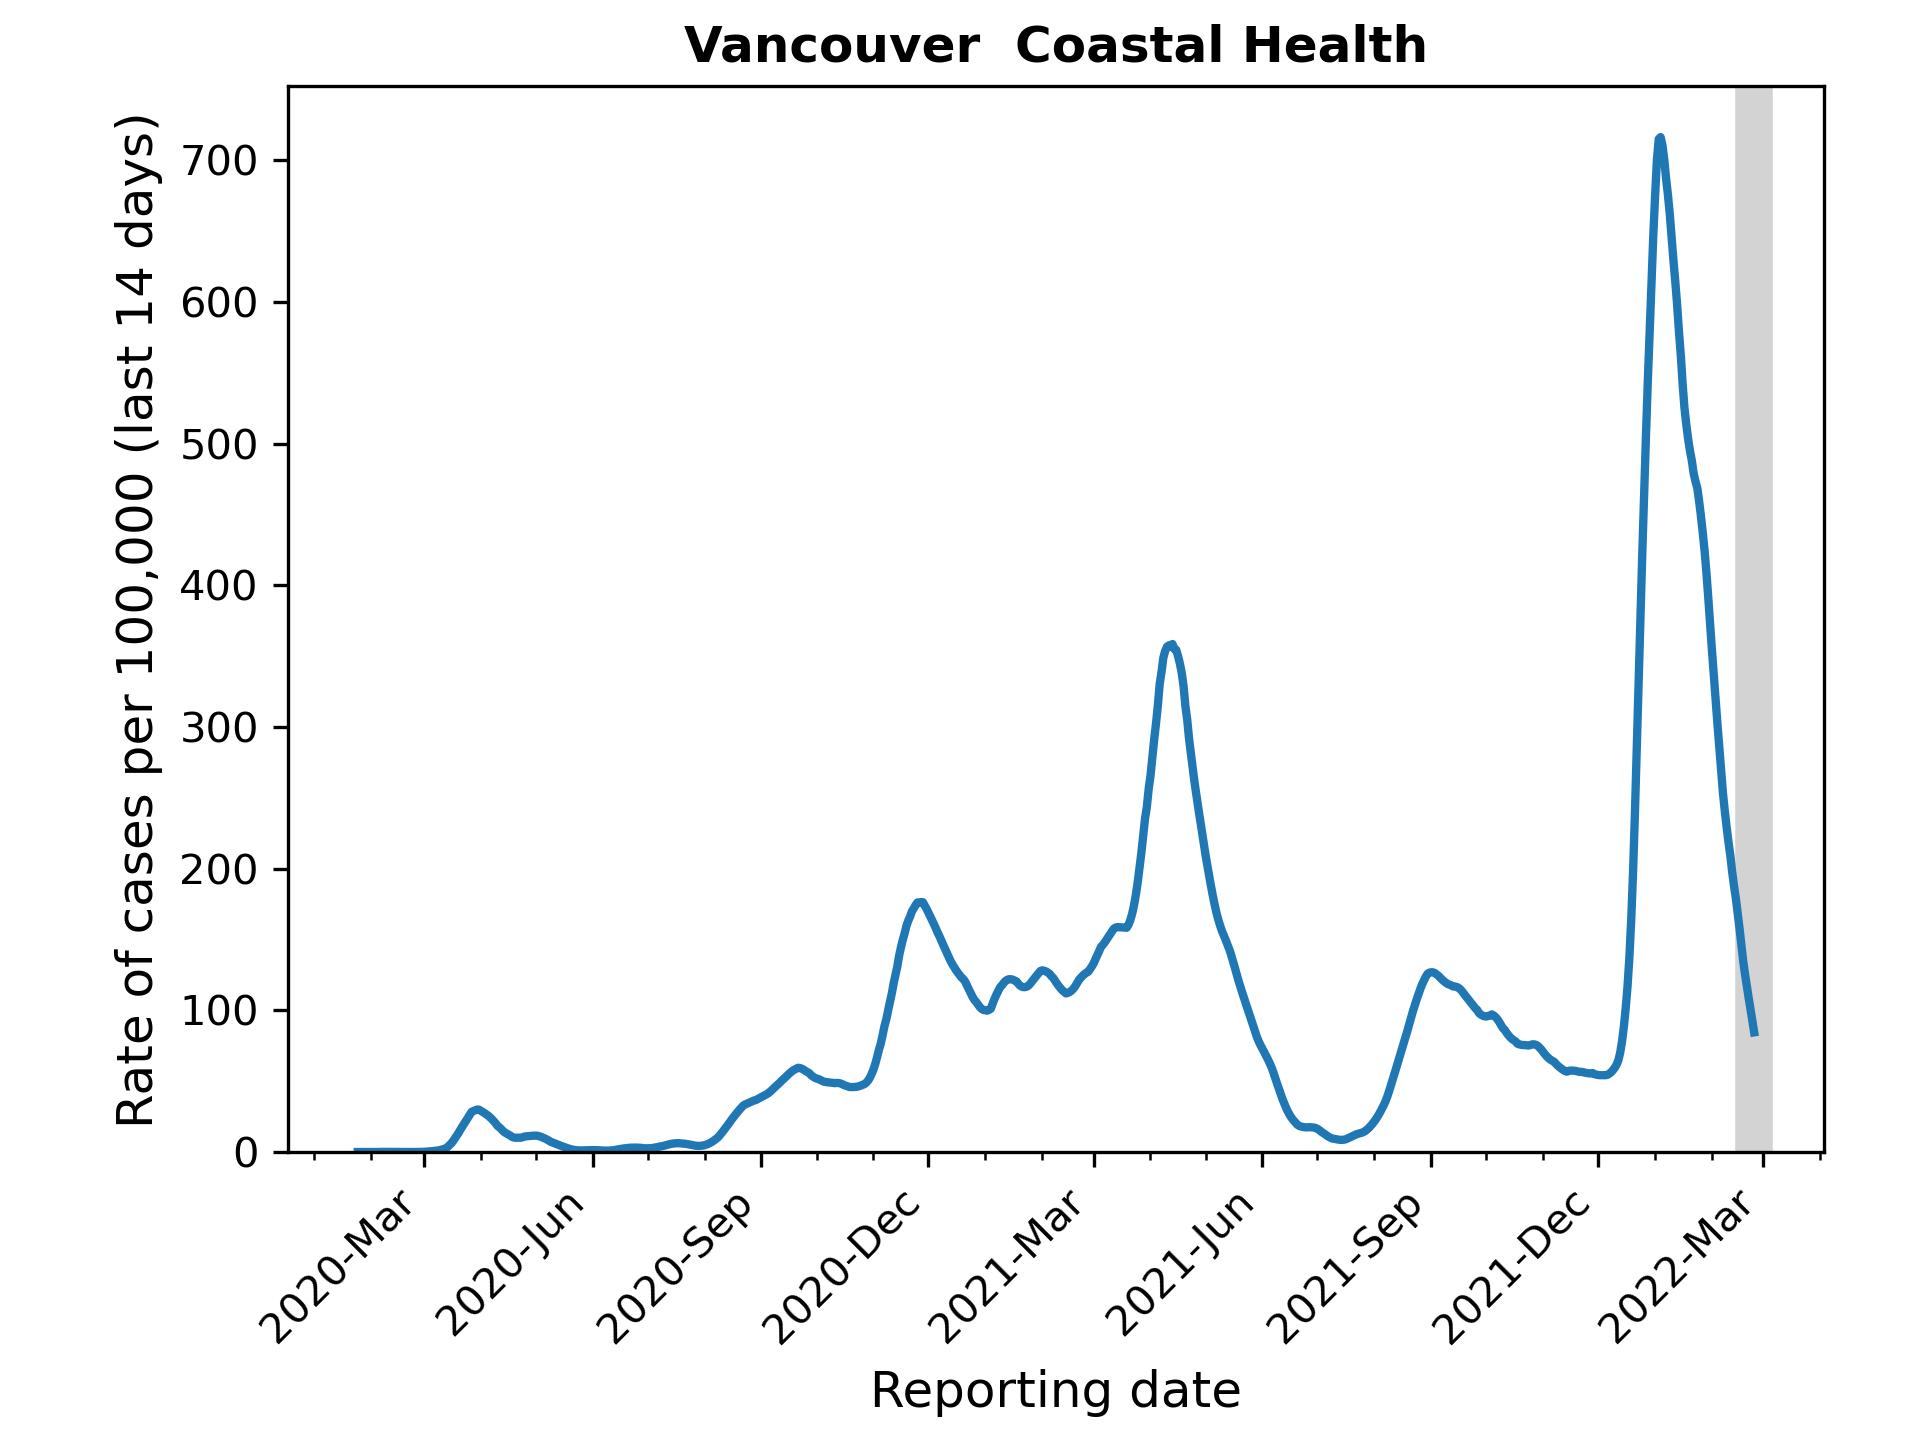 Vancouver  Coastal Health
Rate of cases per 100,000 (last 14 days)
700
600
500
400
300
200
100
0
2020-Mar
2020-Jun
2020-Sep
2020-Dec
2021-Mar
2021-Jun
2021-Sep
2021-Dec
2022-Mar
Reporting date